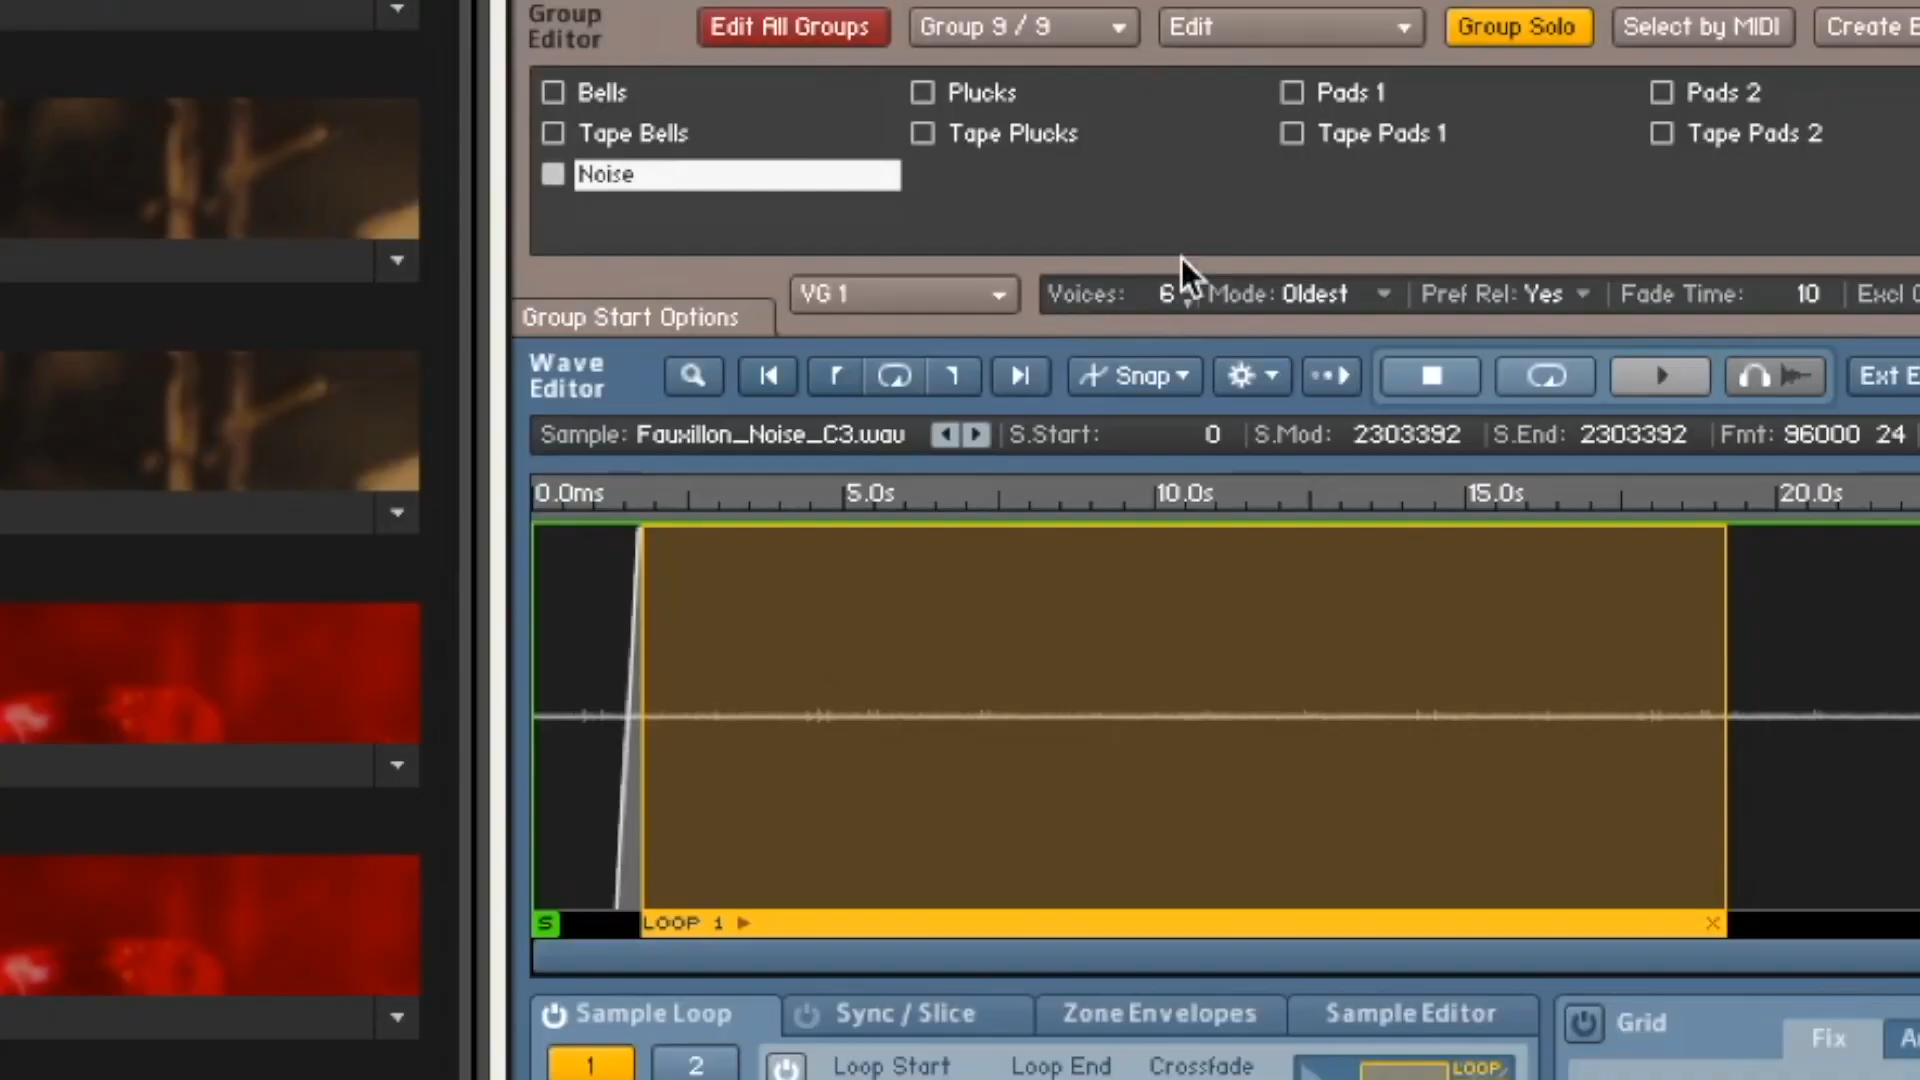 Group Editor
Edit All Groups
Group 9 / 9
Edit
Group Solo
Select by MIDI
Create
Bells
Plucks
Pads 1
Pads 2
Tape Bells
Tape Plucks
Tape Pads 1
Tape Pads 2
Noise
VG 1
Voices: 6
Mode: Oldest
Pref Rel: Yes
Fade Time: 10
Excl
Group Start Options
Wave Editor
Snap
Ext
Sample: Fauxillon_Noise_C3.wav
S.Start: 0
S.Mod: 2303392
S.End: 2303392
Fmt: 96000 24
0.0ms
5.0s
10.0s
15.0s
20.0s
S
LOOP 1
Sample Loop
Sync / Slice
Zone Envelopes
Sample Editor
Grid
Fix
1
2
Loop Start
Loop End
Crossfade
LOOP